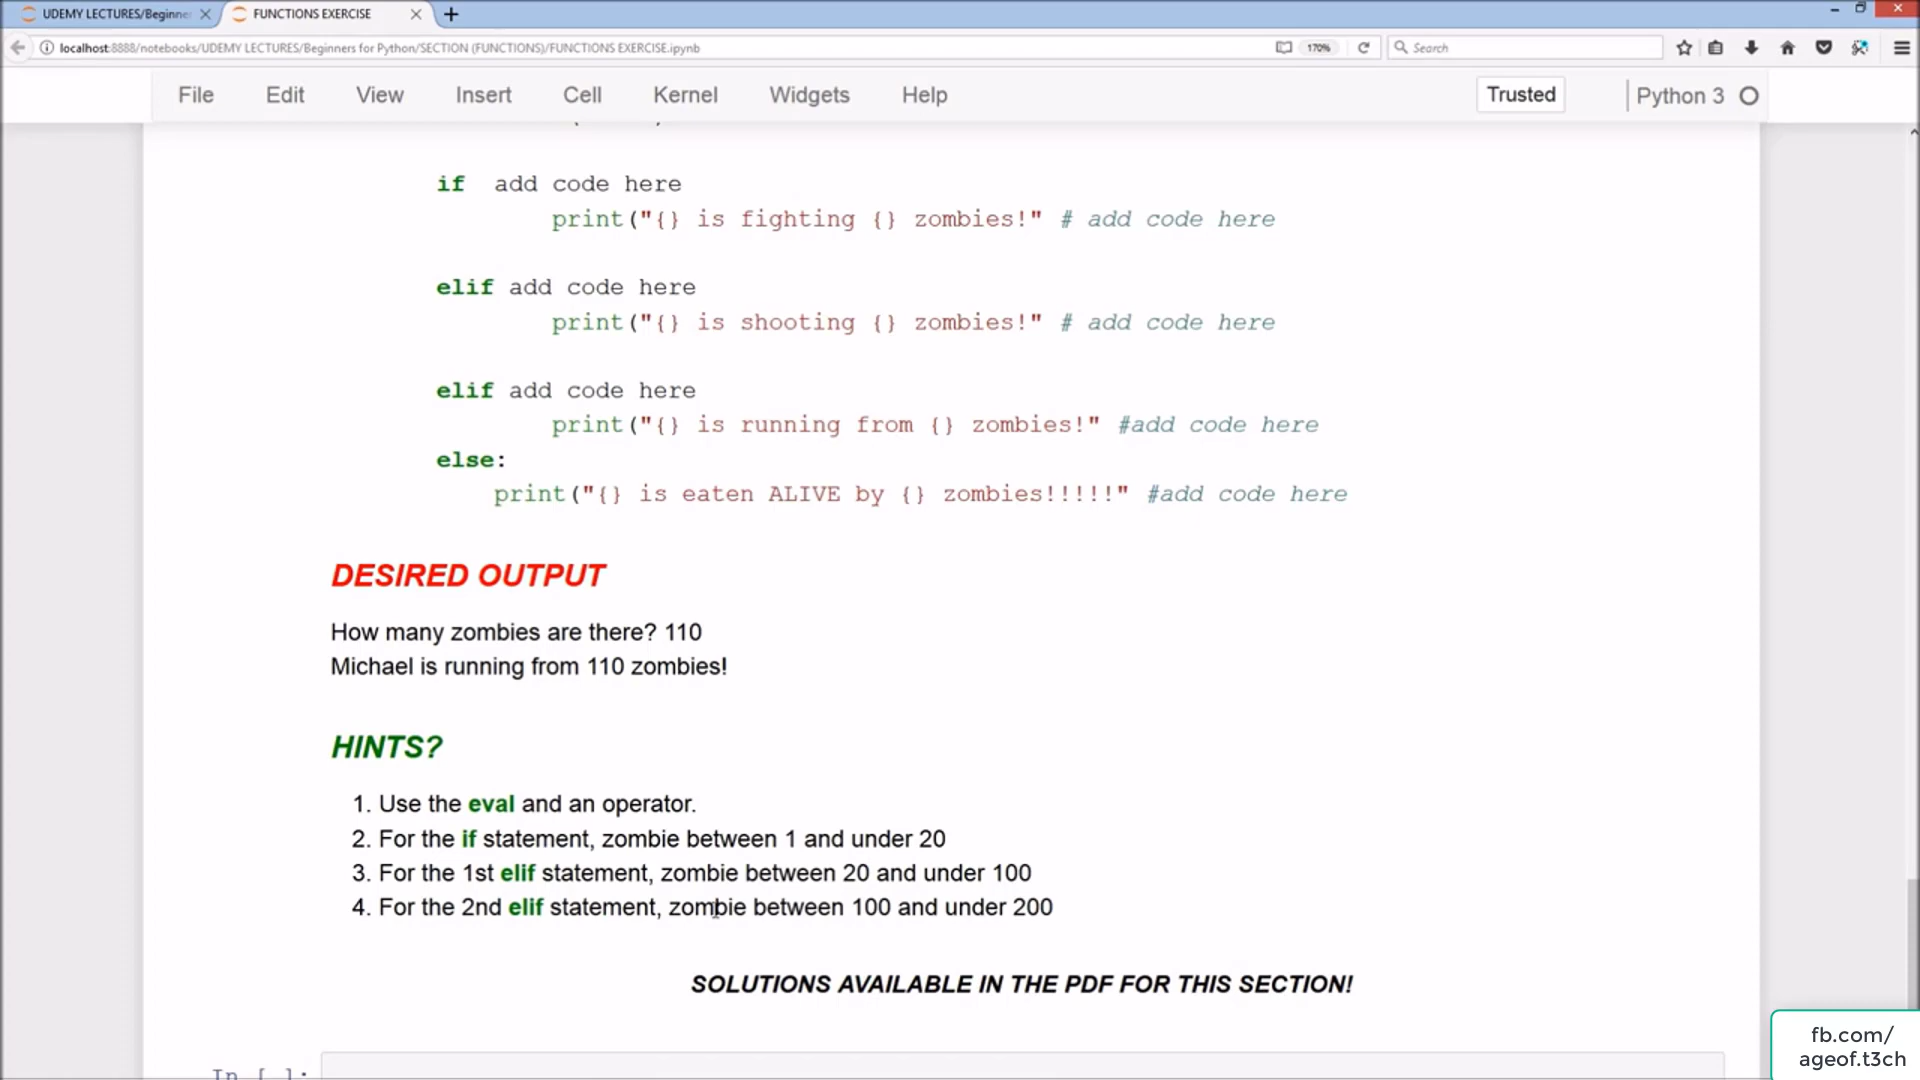 UDEMY LECTURES/Beginne
FUNCTIONS EXERCISE
localhost:8888/notebooks/UDEMY LECTURES/Beginners for Python/SECTION (FUNCTIONS)/FUNCTIONS EXERCISE.ipynb
170%
Search
File Edit View Insert Cell Kernel Widgets Help
Trusted
Python 3
if  add code here
print("{} is fighting {} zombies!" # add code here
elif add code here
print("{} is shooting {} zombies!" # add code here
elif add code here
print("{} is running from {} zombies!" #add code here
else:
print("{} is eaten ALIVE by {} zombies!!!!!" #add code here
DESIRED OUTPUT
How many zombies are there? 110
Michael is running from 110 zombies!
HINTS?
1. Use the eval and an operator.
2. For the if statement, zombie between 1 and under 20
3. For the 1st elif statement, zombie between 20 and under 100
4. For the 2nd elif statement, zombie between 100 and under 200
SOLUTIONS AVAILABLE IN THE PDF FOR THIS SECTION!
In [ ]:
fb.com/
ageof.t3ch